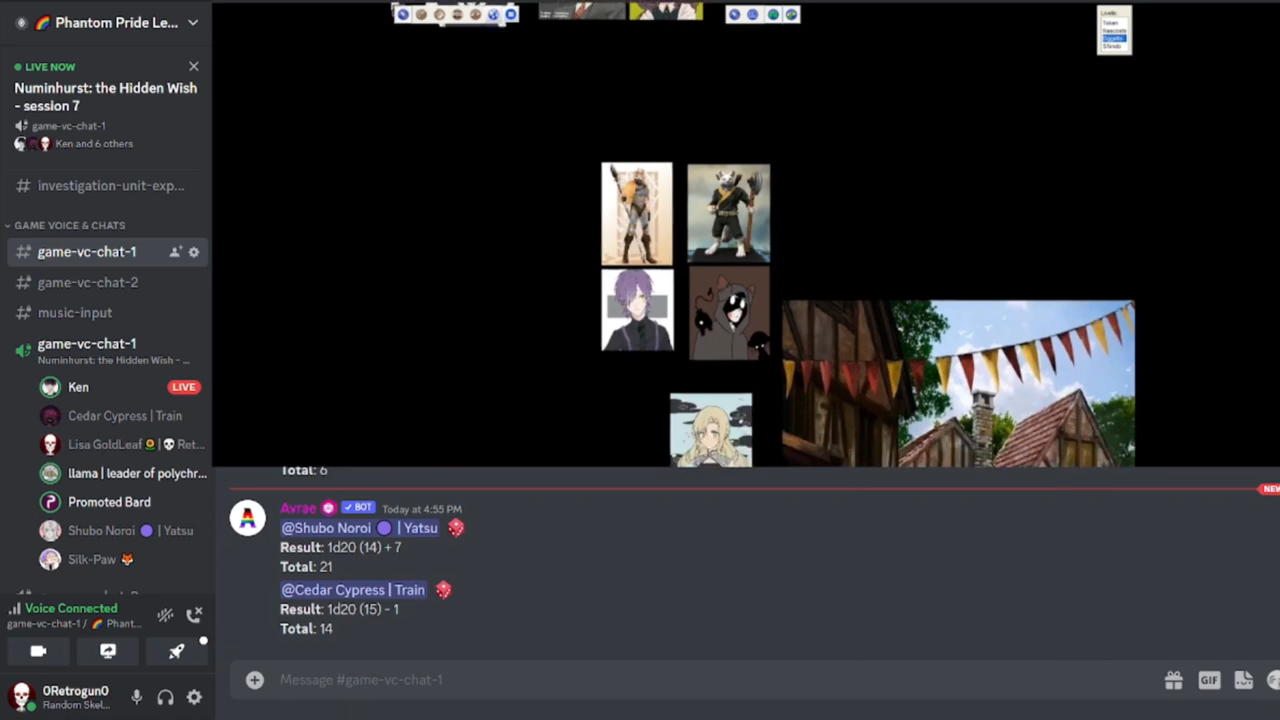 Phantom Pride Le...
LIVE NOW
Numinhurst: the Hidden Wish
- session 7
game-vc-chat-1
Ken and 6 others
investigation-unit-exp...
GAME VOICE & CHATS
game-vc-chat-1
game-vc-chat-2
music-input
game-vc-chat-1
Numinhurst: the Hidden Wish - ...
Ken
LIVE
Cedar Cypress | Train
Lisa GoldLeaf | Ret...
llama | leader of polychr...
Promoted Bard
Shubo Noroi | Yatsu
Silk-Paw
Voice Connected
game-vc-chat-1 / Phant...
0Retrogun0
Random Skel...
Token
Total: 6
NEW
Avrae
BOT
Today at 4:55 PM
@Shubo Noroi | Yatsu
Result: 1d20 (14) + 7
Total: 21
@Cedar Cypress | Train
Result: 1d20 (15) - 1
Total: 14
Message #game-vc-chat-1
GIF